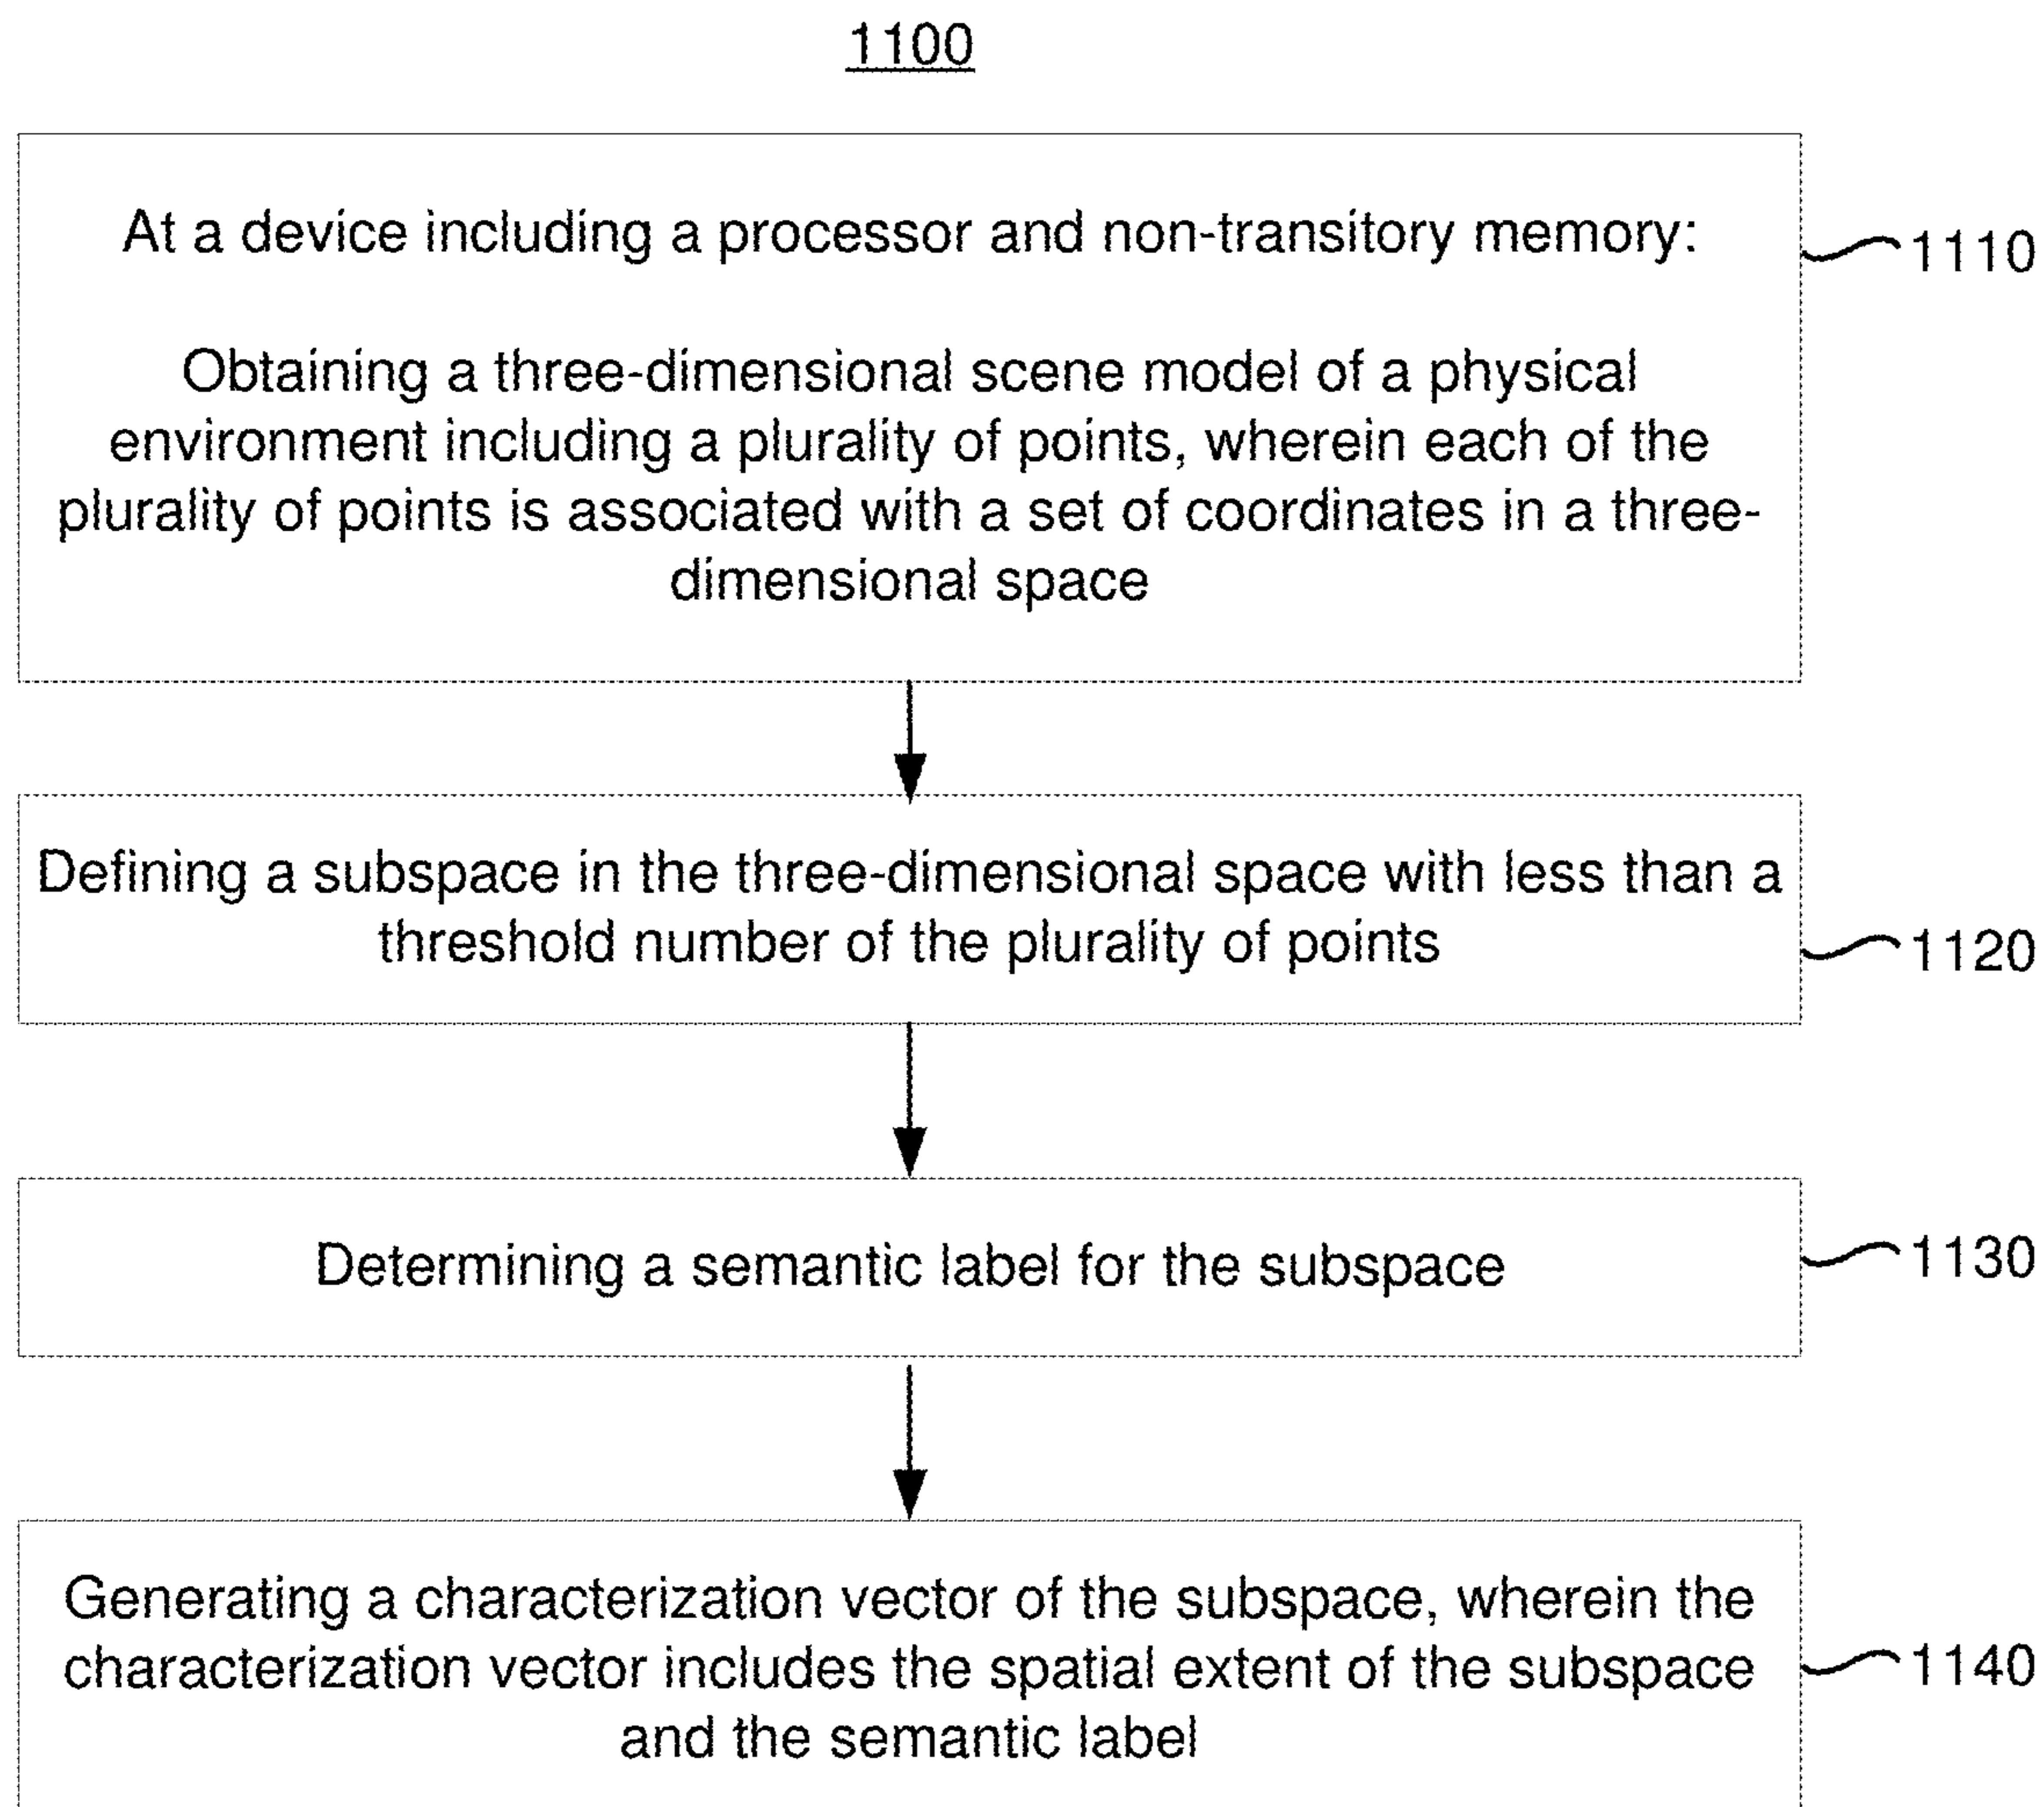 1100
At a device including a processor and non-transitory memory:
1110
Obtaining a three-dimensional scene model of a physical
environment including a plurality of points, wherein each of the
plurality of points is associated with a set of coordinates in a three-
dimensional space
Defining a subspace in the three-dimensional space with less than a
threshold number of the plurality of points
1120
Determining a semantic label for the subspace
1130
Generating a characterization vector of the subspace, wherein the
characterization vector includes the spatial extent of the subspace
1140
and the semantic label